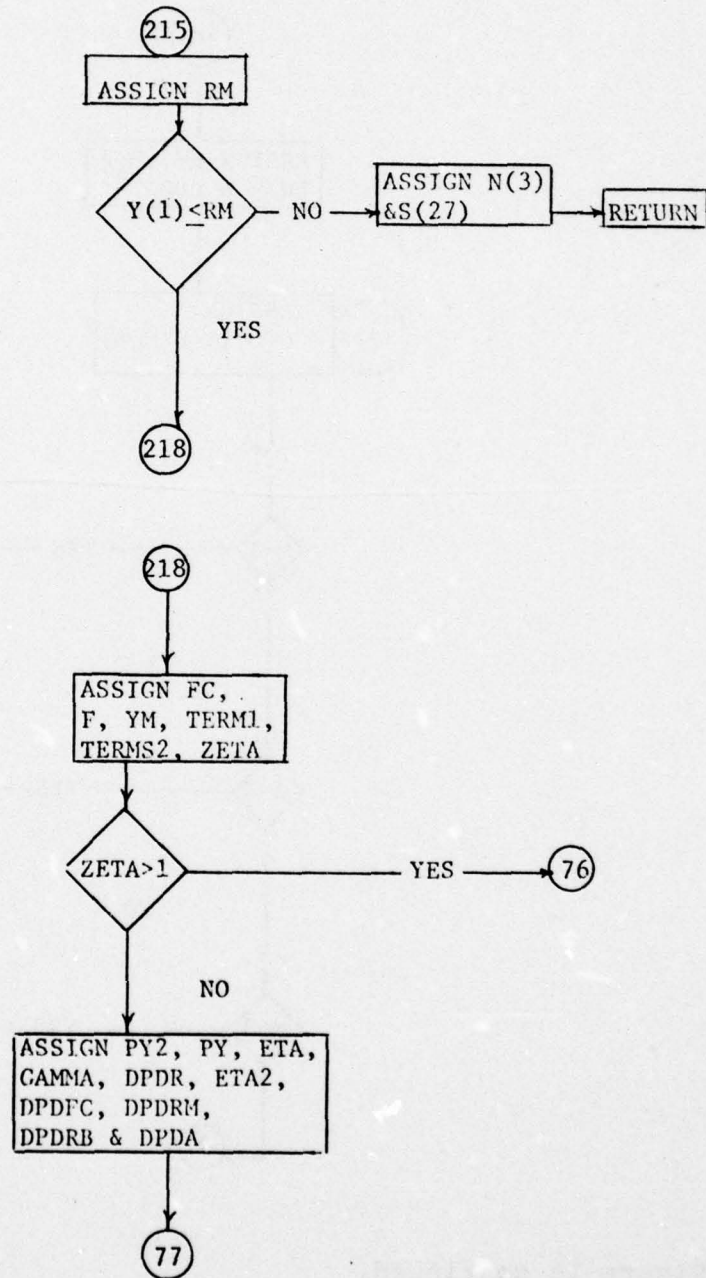 215
ASSIGN RM
Y(1)≤RM
NO
ASSIGN N(3)
&S(27)
RETURN
YES
218
218
ASSIGN FC,
F, YM, TERM1,
TERMS2, ZETA
ZETA>1
YES
76
NO
ASSIGN PY2, PY, ETA,
GAMMA, DPDR, ETA2,
DPDFC, DPDRM,
DPDRB & DPDA
77